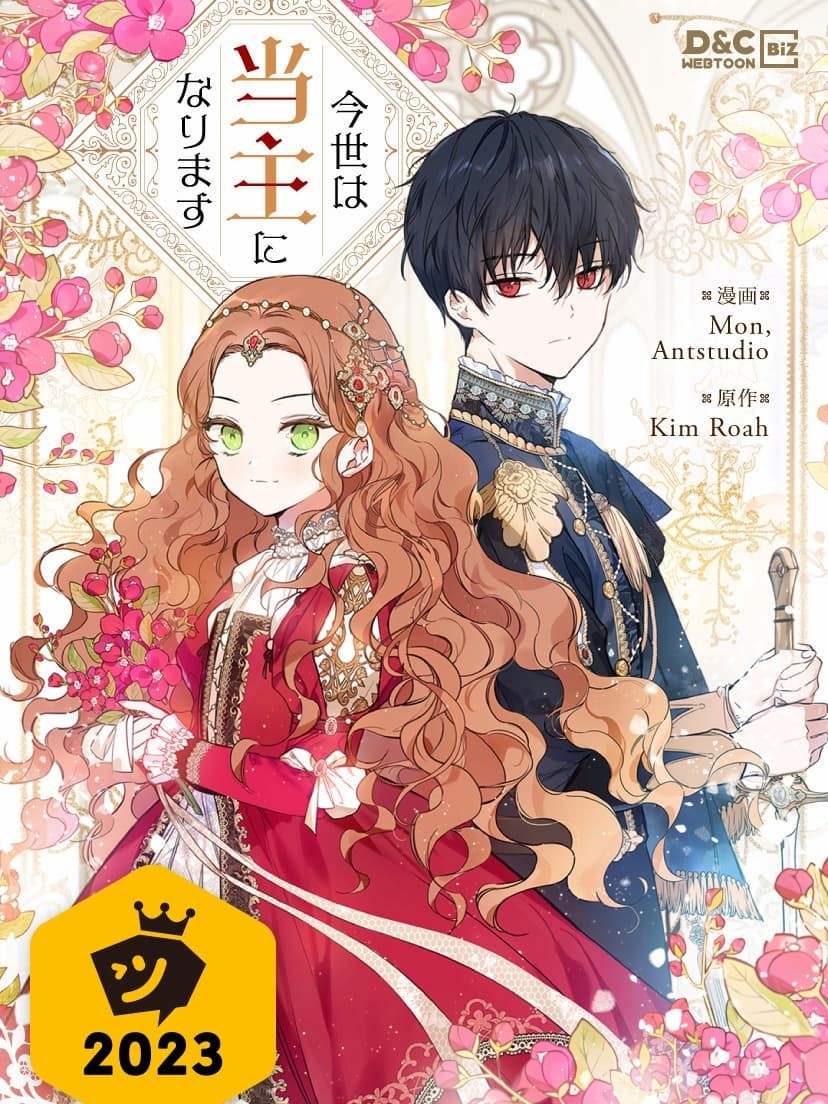 今世は
当主に
なります
D&C
WEBTOON
BiZ
漫画
Mon,
Antstudio
原作
Kim Roah
ツ
2023